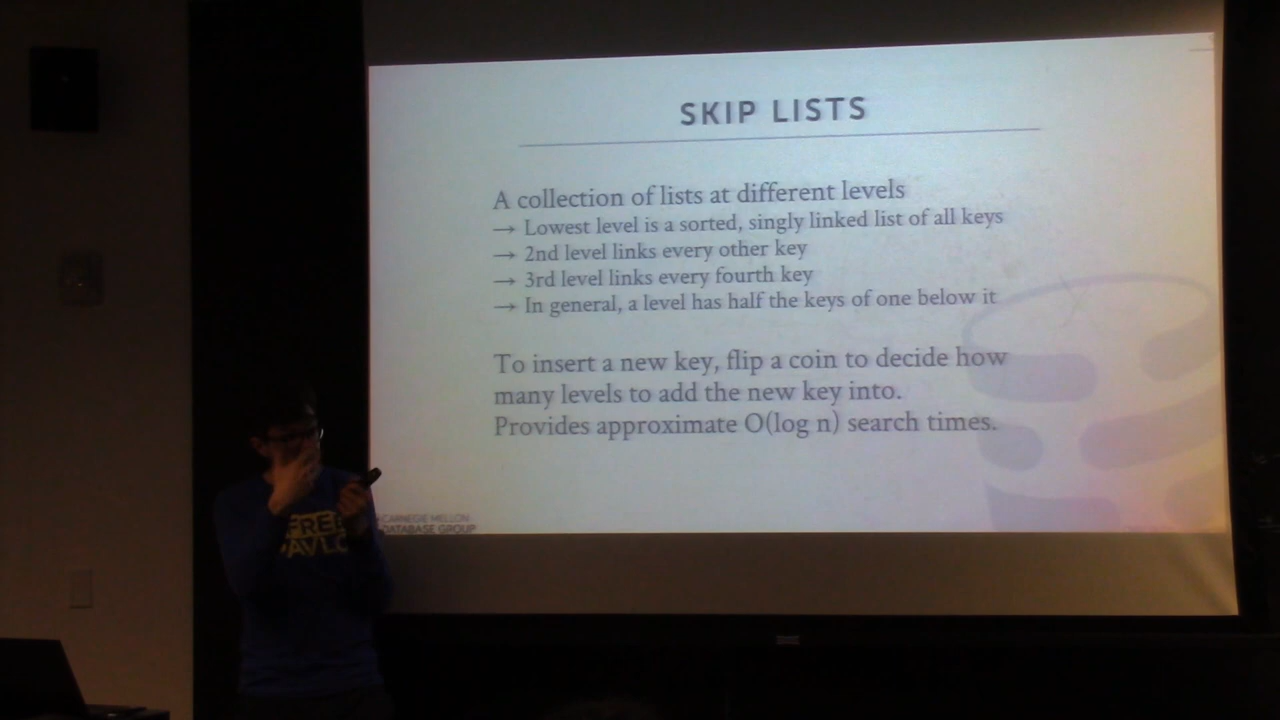 SKIP LISTS
A collection of lists at different levels
→ Lowest level is a sorted, singly linked list of all keys
→ 2nd level links every other key
→ 3rd level links every fourth key
→ In general, a level has half the keys of one below it
To insert a new key, flip a coin to decide how
many levels to add the new key into.
Provides approximate O(log n) search times.
CARNEGIE MELLON
DATABASE GROUP
FREE
PAVLO